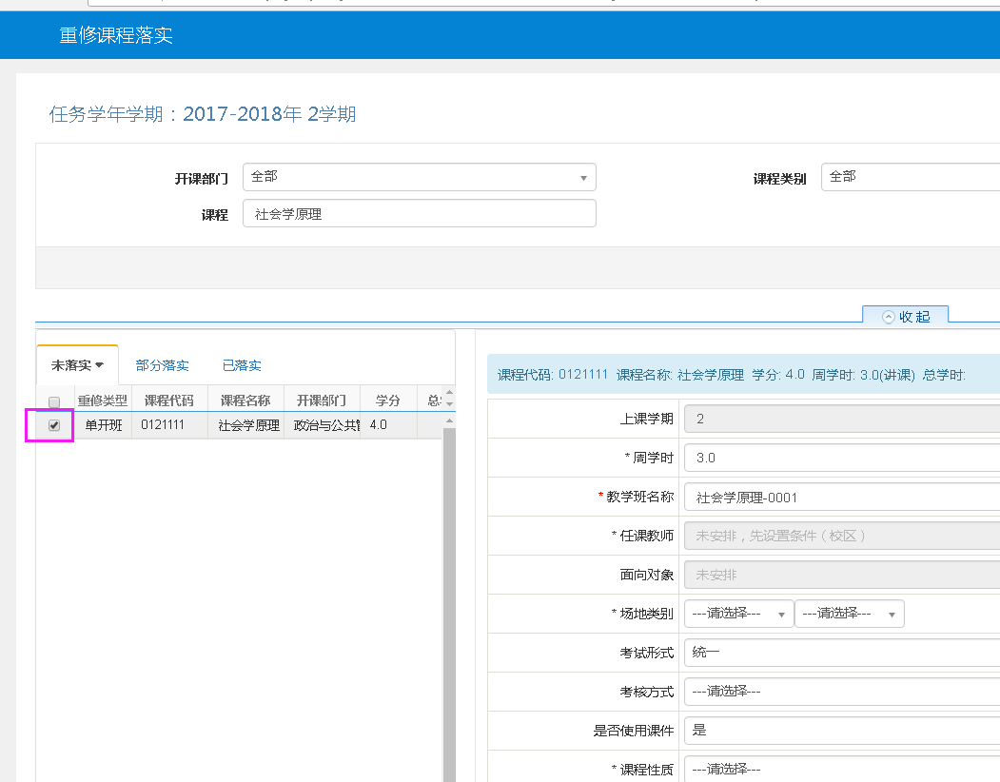 重修课程落实
任务学年学期：2017-2018年 2学期
开课部门 全部 课程类别 全部
课程 社会学原理
收起
未落实 部分落实 已落实
重修类型 课程代码 课程名称 开课部门 学分 总
单开班 0121111 社会学原理 政治与公共 4.0
课程代码: 0121111 课程名称: 社会学原理 学分: 4.0 周学时: 3.0(讲课) 总学时:
上课学期 2
*周学时 3.0
*教学班名称 社会学原理-0001
*任课教师 未安排，先设置条件（校区）
面向对象 未安排
*场地类别 ---请选择--- ---请选择---
考试形式 统一
考核方式 ---请选择---
是否使用课件 是
*课程性质 ---请选择---